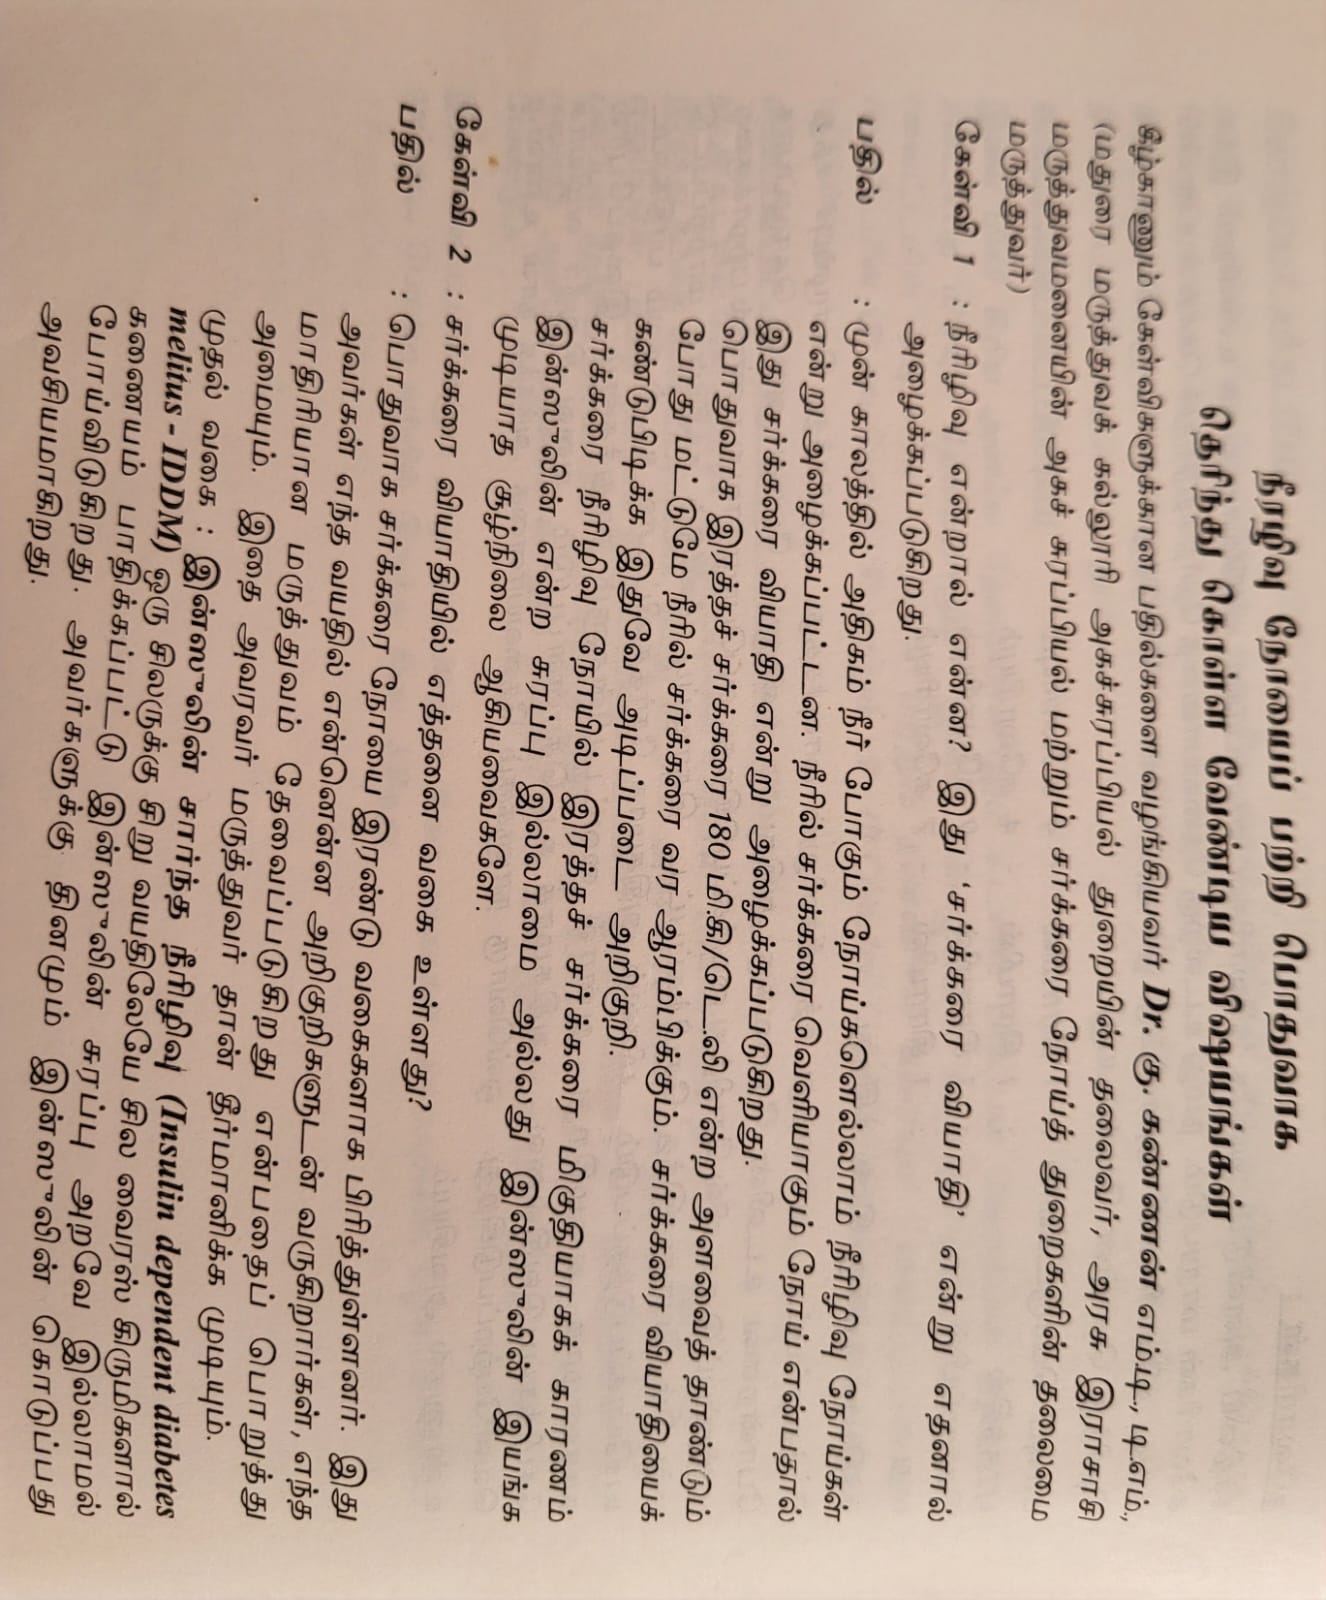 நீரழிவு நோயைப் பற்றி பொதுவாக
தெரிந்து கொள்ள வேண்டிய விஷயங்கள்
கீழ்காணும் கேள்விகளுக்கான பதில்களை வழங்கியவர் Dr. கு. கண்ணன் எம்.டி., டி.எம்.,
(மதுரை மருத்துவக் கல்லூரி அகச்சுரப்பியல் துறையின் தலைவர், அரசு இராசாசி
மருத்துவமனையின் அகச் சுரப்பியல் மற்றும் சர்க்கரை நோய்த் துறைகளின் தலைமை
மருத்துவர்)
கேள்வி 1 : நீரிழிவு என்றால் என்ன? இது ‘சர்க்கரை வியாதி’ என்று எதனால்
அழைக்கப்படுகிறது.
பதில் : முன் காலத்தில் அதிகம் நீர் போகும் நோய்களெல்லாம் நீரிழிவு நோய்கள்
என்று அழைக்கப்பட்டன. நீரில் சர்க்கரை வெளியாகும் நோய் என்பதால்
இது சர்க்கரை வியாதி என்று அழைக்கப்படுகிறது.
பொதுவாக இரத்தச் சர்க்கரை 180 மி.கி/டெ.லி என்ற அளவைத் தாண்டும்
போது மட்டுமே நீரில் சர்க்கரை வர ஆரம்பிக்கும். சர்க்கரை வியாதியைக்
கண்டுபிடிக்க இதுவே அடிப்படை அறிகுறி.
சர்க்கரை நீரிழிவு நோயில் இரத்தச் சர்க்கரை மிகுதியாகக் காரணம்
இன்ஸுலின் என்ற சுரப்பு இல்லாமை அல்லது இன்ஸுலின் இயங்க
முடியாத சூழ்நிலை ஆகியவைகளே.
கேள்வி 2 : சர்க்கரை வியாதியில் எத்தனை வகை உள்ளது?
பதில் : பொதுவாக சர்க்கரை நோயை இரண்டு வகைகளாக பிரித்துள்ளனர். இது
அவர்கள் எந்த வயதில் என்னென்ன அறிகுறிகளுடன் வருகிறார்கள், எந்த
மாதிரியான மருத்துவம் தேவைப்படுகிறது என்பதைப் பொறுத்து
அமையும். இதை அவரவர் மருத்துவர் தான் தீர்மானிக்க முடியும்.
முதல் வகை : இன்ஸுலின் சார்ந்த நீரிழிவு (Insulin dependent diabetes
melitus - IDDM) ஒரு சிலருக்கு சிறு வயதிலேயே சில வைரஸ் கிருமிகளால்
கணையம் பாதிக்கப்பட்டு இன்ஸுலின் சுரப்பு அறவே இல்லாமல்
போய்விடுகிறது. அவர்களுக்கு தினமும் இன்ஸுலின் கொடுப்பது
அவசியமாகிறது.